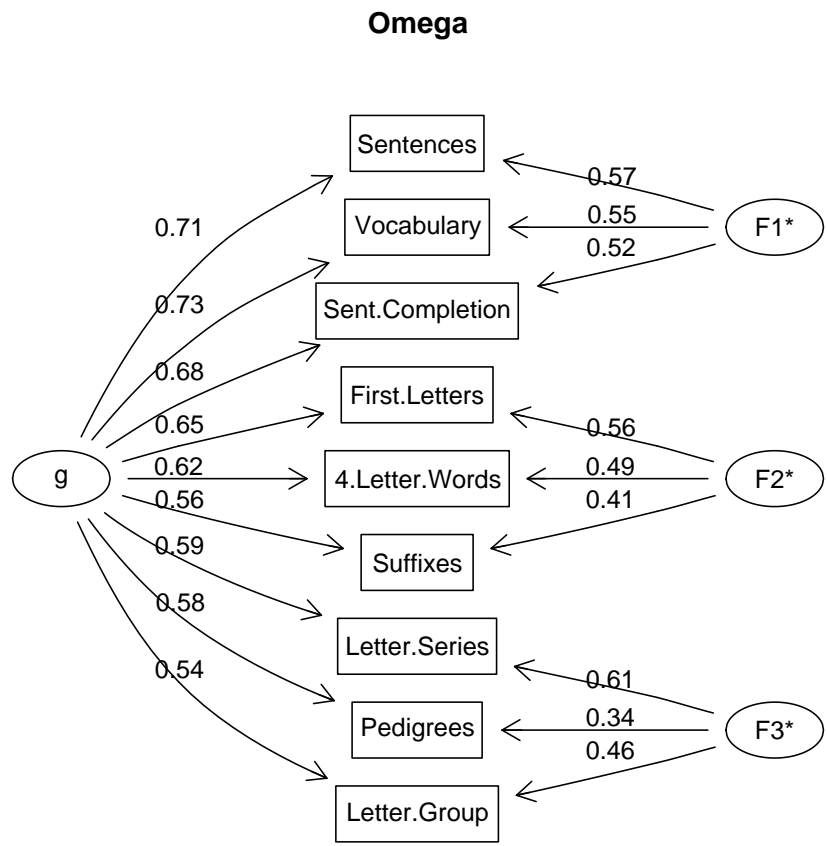 Omega
Sentences
0.57
0.71
Vocabulary
0.55
F1*
0.52
0.73
Sent.Completion
0.68
First.Letters
0.65
0.56
g
0.62
4.Letter.Words
0.49
F2*
0.56
0.41
0.59
Suffixes
0.58
Letter.Series
0.54
0.61
Pedigrees
0.34
F3*
0.46
Letter.Group